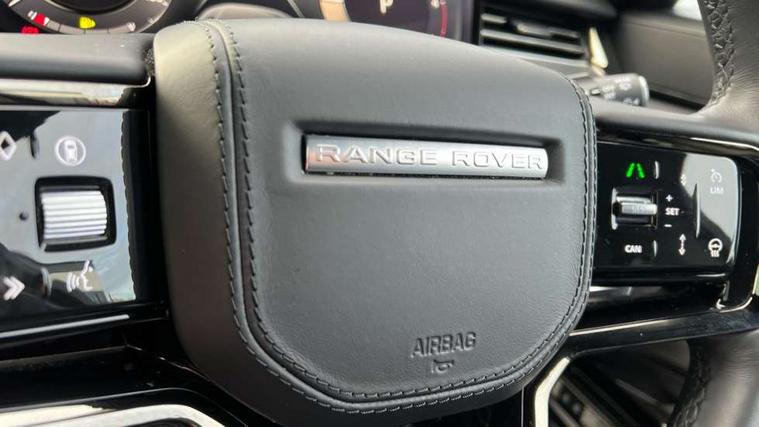 P
RANGE ROVER
LIM
+
SET
-
CAN
AIRBAG